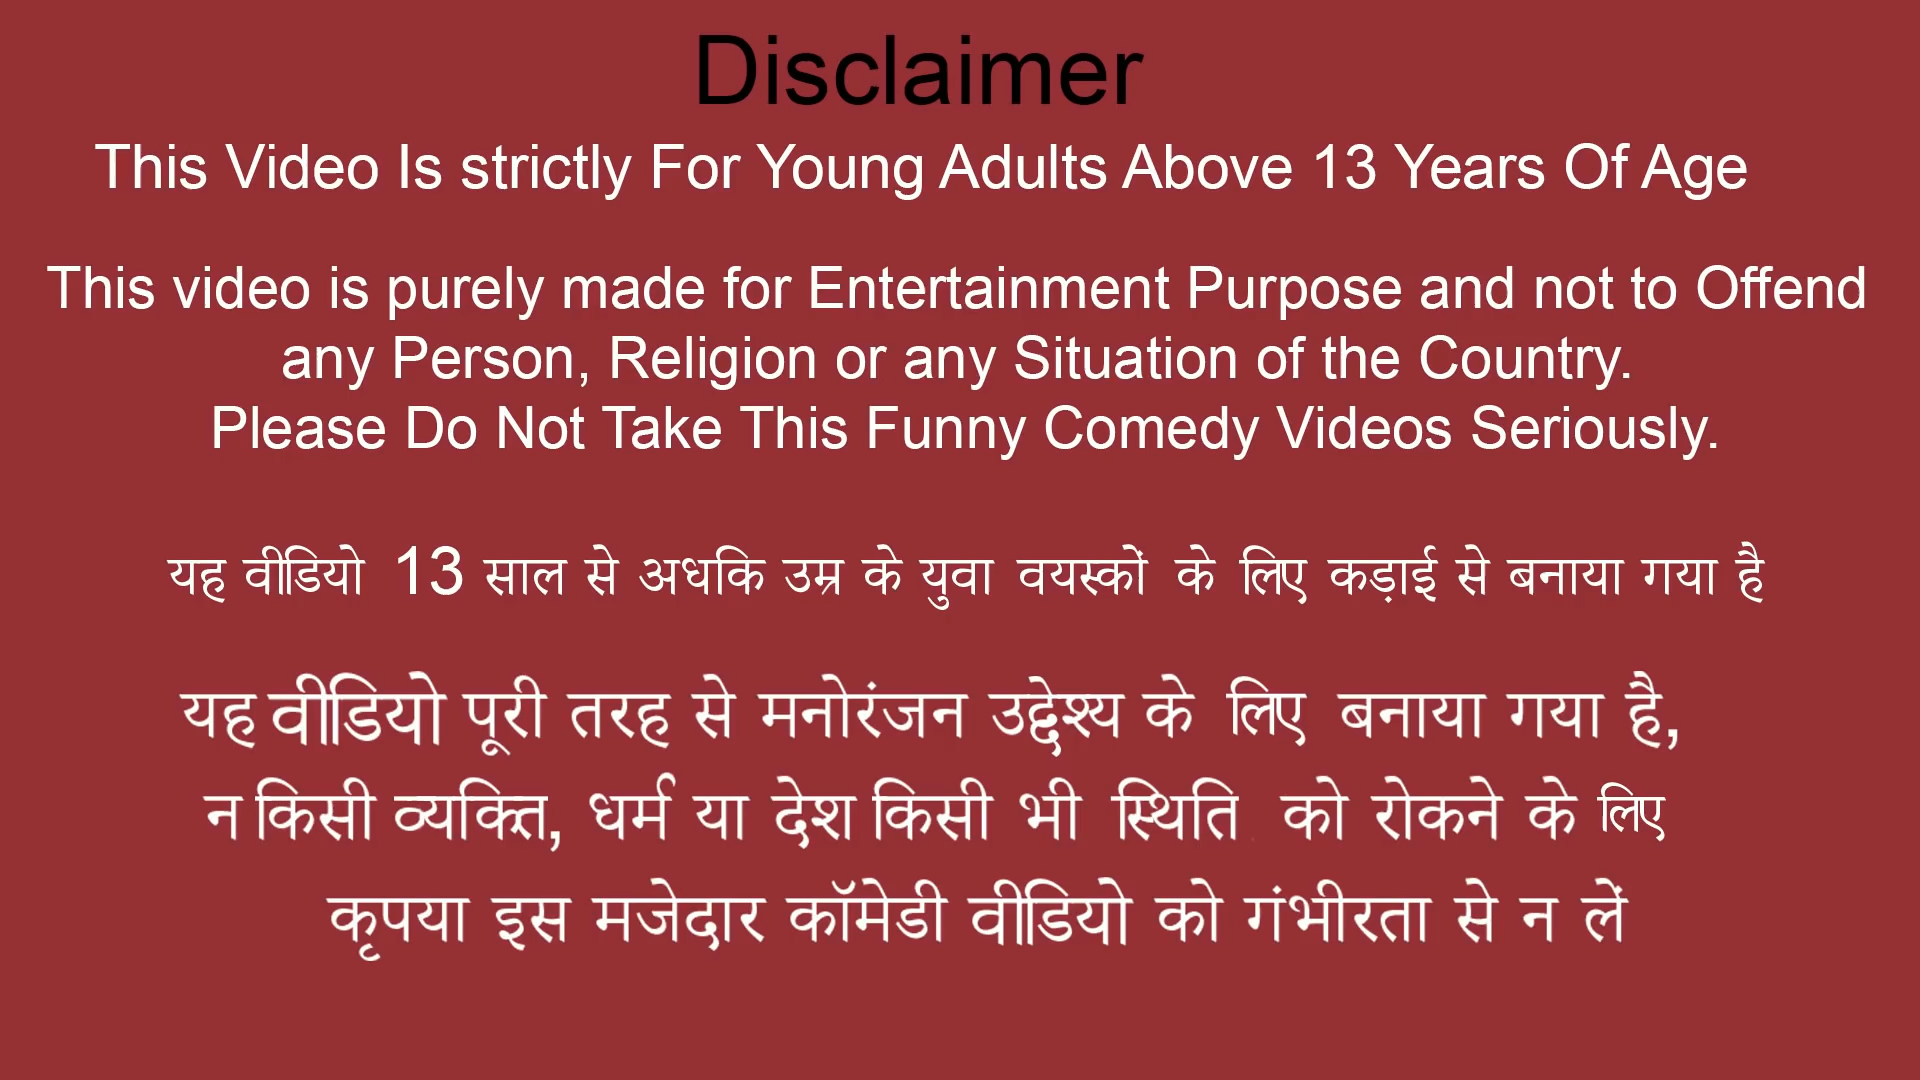 Disclaimer
This Video Is strictly For Young Adults Above 13 Years Of Age
This video is purely made for Entertainment Purpose and not to Offend
any Person, Religion or any Situation of the Country.
Please Do Not Take This Funny Comedy Videos Seriously.
यह वीडियो 13 साल से अधकि उम्र के युवा वयस्कों के लिए कड़ाई से बनाया गया है
यह वीडियो पूरी तरह से मनोरंजन उद्देश्य के लिए बनाया गया है,
न किसी व्यक्ति, धर्म या देश किसी भी स्थिति को रोकने के लिए
कृपया इस मजेदार कॉमेडी वीडियो को गंभीरता से न लें